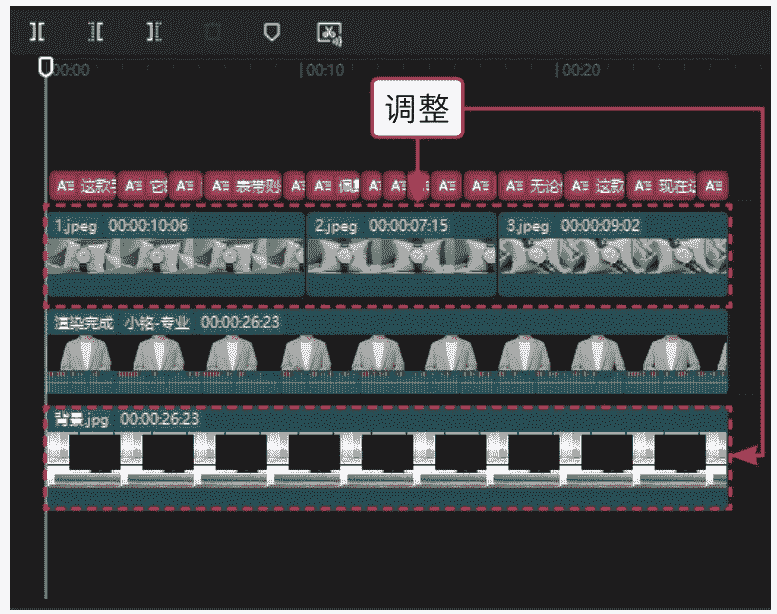 00:00 00:10 00:20
调整
这款 它 表带则 佩 无论 这款 现在
1.jpeg 00:00:10:06 2.jpeg 00:00:07:15 3.jpeg 00:00:09:02
渲染完成 小铭-专业 00:00:26:23
背景.jpg 00:00:26:23